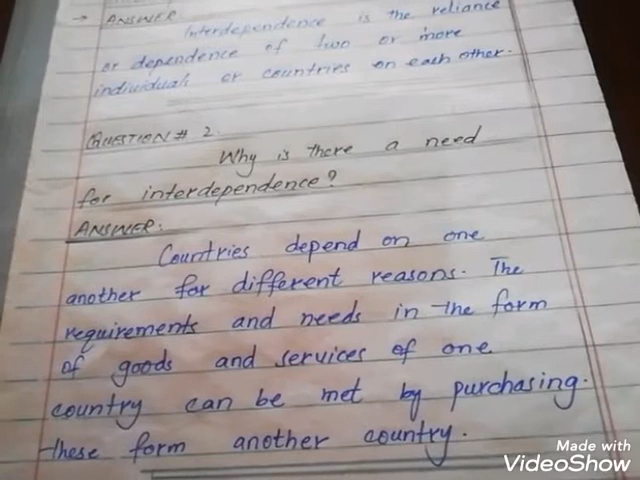 → ANSWER
Interdependence is the reliance
or dependence of two or more
individuals or countries on each other.
QUESTION # 2
Why is there a need
for interdependence?
ANSWER:
Countries depend on one
another for different reasons. The
requirements and needs in the form
of goods and services of one
country can be met by purchasing
these form another country.
Made with
VideoShow